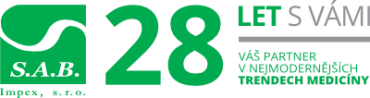 S.A.B.
Impex, s.r.o.
28
LET S VÁMI
VÁŠ PARTNER
V NEJMODERNĚJŠÍCH
TRENDECH MEDICÍNY